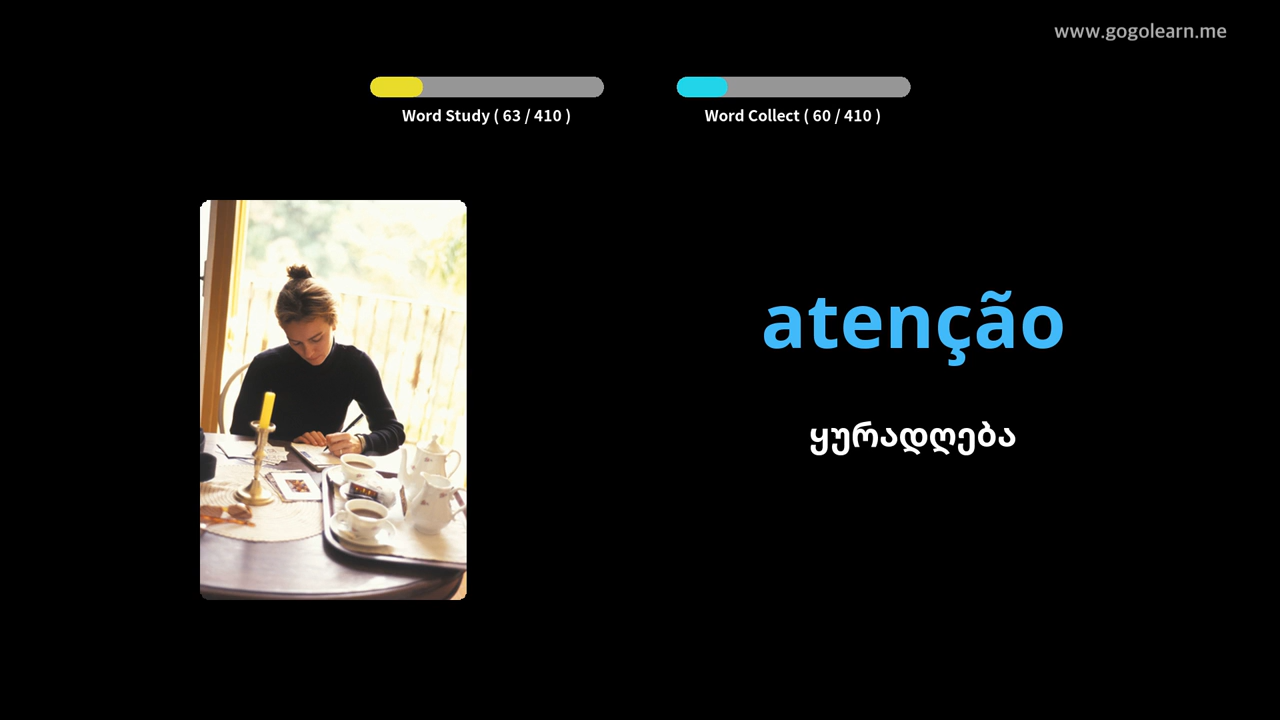 www.gogolearn.me
Word Study ( 63 / 410 )
Word Collect ( 60 / 410 )
atenção
ყურადღება